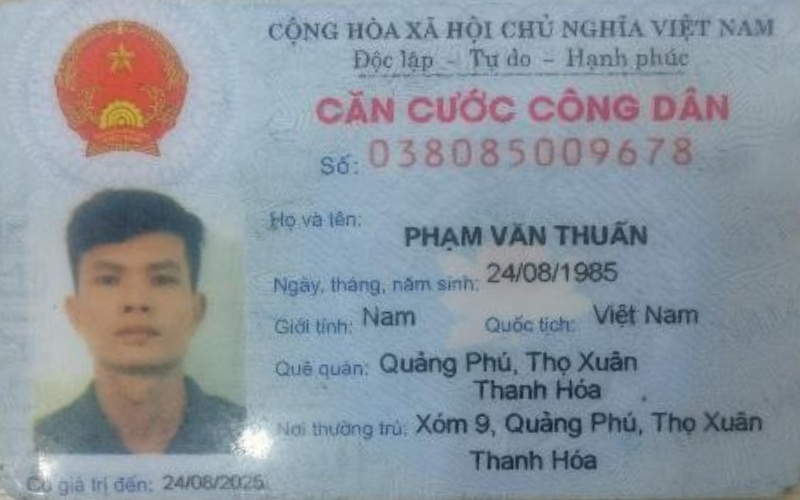 CỘNG HÒA XÃ HỘI CHỦ NGHĨA VIỆT NAM
Độc lập - Tự do - Hạnh phúc
CĂN CƯỚC CÔNG DÂN
Số: 038085009678
Họ và tên:
PHẠM VĂN THUẤN
Ngày, tháng, năm sinh: 24/08/1985
Giới tính: Nam Quốc tịch: Việt Nam
Quê quán: Quảng Phú, Thọ Xuân
Thanh Hóa
Nơi thường trú: Xóm 9, Quảng Phú, Thọ Xuân
Thanh Hóa
Có giá trị đến: 24/08/2025